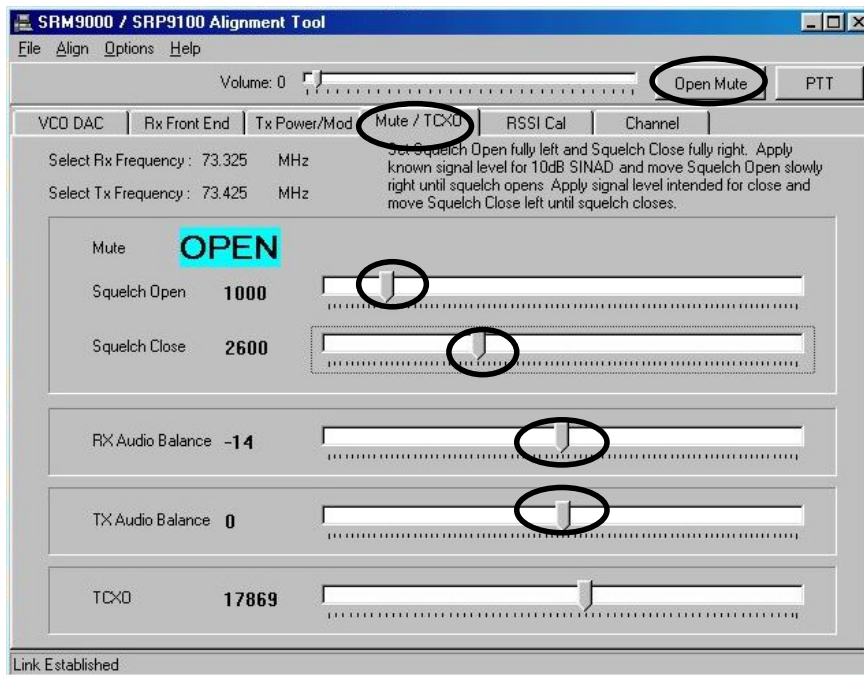 SRM9000 / SRP9100 Alignment Tool
File Align Options Help
Volume: 0
Open Mute
PTT
VCO DAC
Rx Front End
Tx Power/Mod
Mute / TCXO
RSSI Cal
Channel
Select Rx Frequency : 73.325 MHz
Select Tx Frequency : 73.425 MHz
Set Squelch Open fully left and Squelch Close fully right. Apply
known signal level for 10dB SINAD and move Squelch Open slowly
right until squelch opens Apply signal level intended for close and
move Squelch Close left until squelch closes.
Mute OPEN
Squelch Open 1000
Squelch Close 2600
RX Audio Balance -14
TX Audio Balance 0
TCXO 17869
Link Established